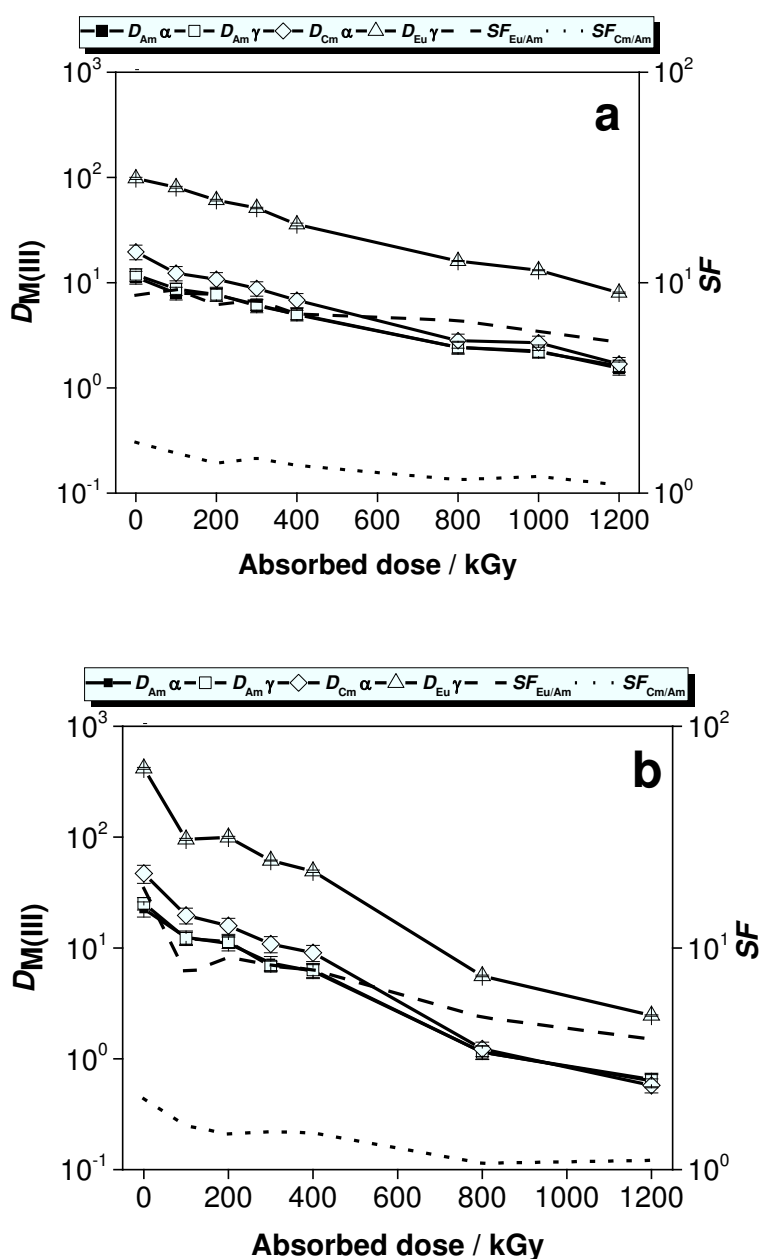 D_Am α D_Am γ D_Cm α D_Eu γ SF_Eu/Am SF_Cm/Am
10^3
10^2
10^1
10^0
10^-1
D_M(III)
a
10^2
10^1
10^0
SF
0 200 400 600 800 1000 1200
Absorbed dose / kGy
D_Am α D_Am γ D_Cm α D_Eu γ SF_Eu/Am SF_Cm/Am
10^3
10^2
10^1
10^0
10^-1
D_M(III)
b
10^2
10^1
10^0
SF
0 200 400 600 800 1000 1200
Absorbed dose / kGy